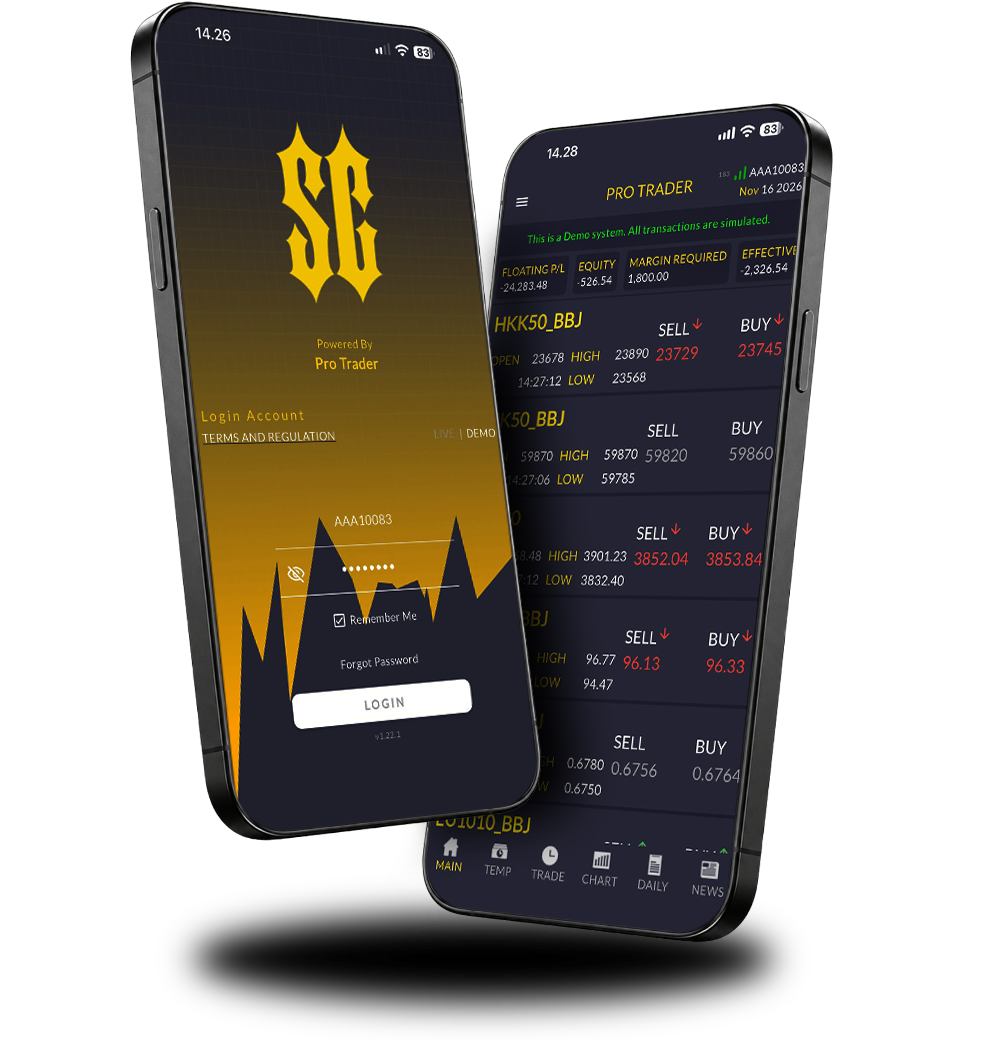 14.26
83
SG
Powered By
Pro Trader
Login Account
TERMS AND REGULATION
LIVE | DEMO
AAA10083
Remember Me
Forgot Password
LOGIN
v1.22.1
14.28
83
183 AAA10083
PRO TRADER
Nov 16 2026
This is a Demo system. All transactions are simulated.
FLOATING P/L EQUITY MARGIN REQUIRED EFFECTIVE
-24,283.48 -526.54 1,800.00 -2,326.54
HKK50_BBJ SELL BUY
OPEN 23678 HIGH 23890 23729 23745
14:27:12 LOW 23568
K50_BBJ SELL BUY
59870 HIGH 59870 59820 59860
14:27:06 LOW 59785
SELL BUY
HIGH 3901.23 3852.04 3853.84
LOW 3832.40
BBJ SELL BUY
HIGH 96.77 96.13 96.33
LOW 94.47
SELL BUY
0.6780 0.6756 0.6764
0.6750
MAIN TEMP TRADE CHART DAILY NEWS